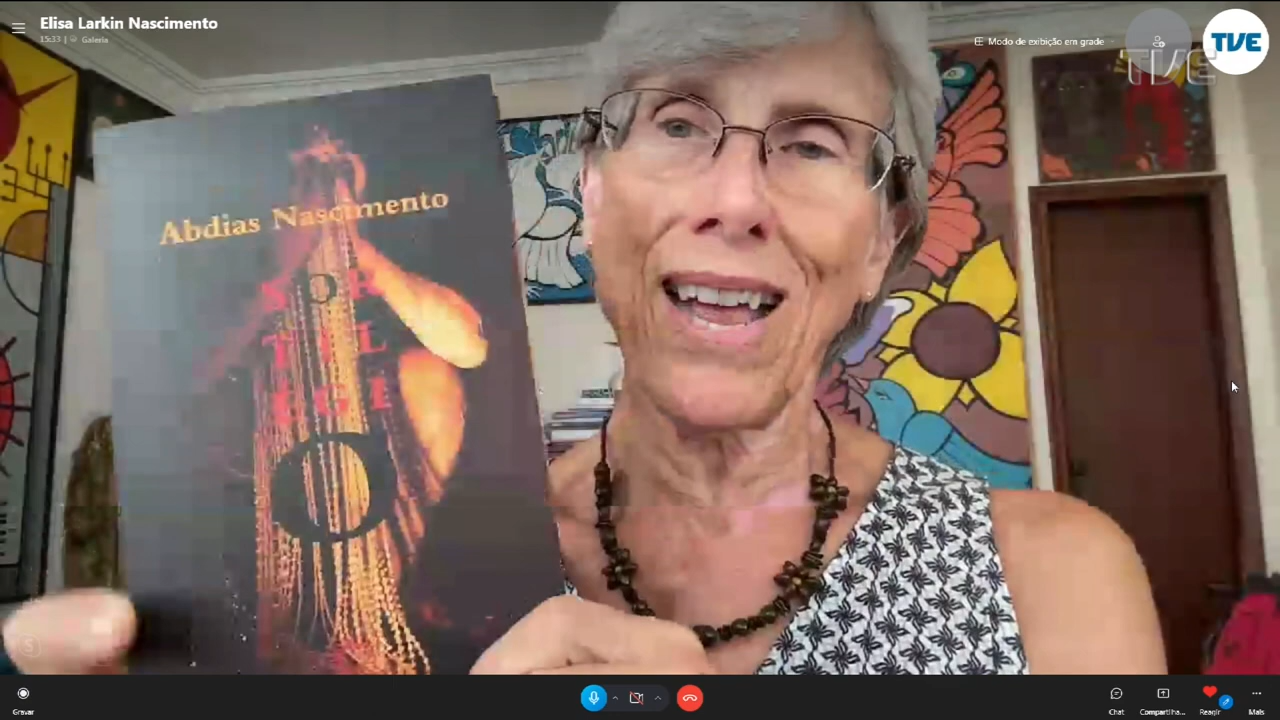 Elisa Larkin Nascimento
15:33 | Galeria
Modo de exibição em grade
TVE
TVE
Abdias Nascimento
S O R
T I L
É G I
O
Gravar
Chat
Compartilha...
Reagir
Mais